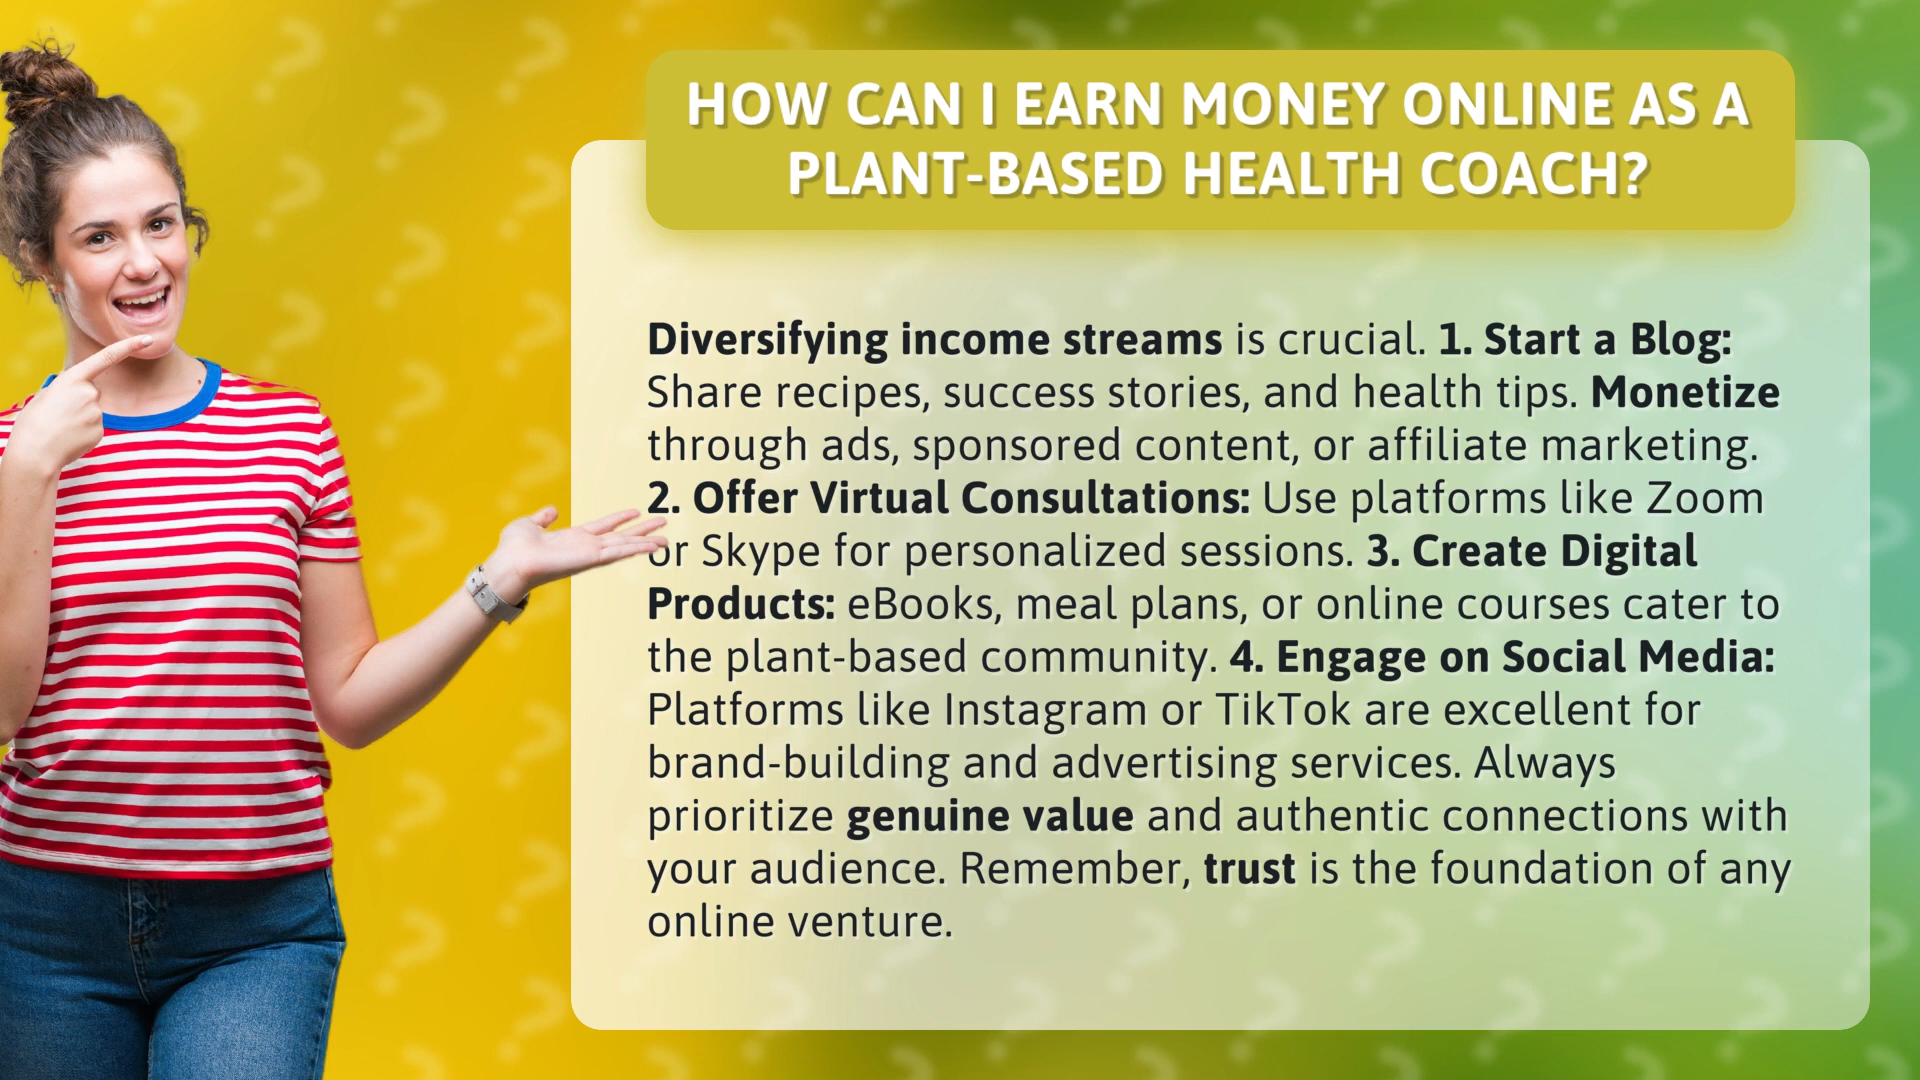 HOW CAN I EARN MONEY ONLINE AS A
PLANT-BASED HEALTH COACH?
Diversifying income streams is crucial. 1. Start a Blog:
Share recipes, success stories, and health tips. Monetize
through ads, sponsored content, or affiliate marketing.
2. Offer Virtual Consultations: Use platforms like Zoom
or Skype for personalized sessions. 3. Create Digital
Products: eBooks, meal plans, or online courses cater to
the plant-based community. 4. Engage on Social Media:
Platforms like Instagram or TikTok are excellent for
brand-building and advertising services. Always
prioritize genuine value and authentic connections with
your audience. Remember, trust is the foundation of any
online venture.